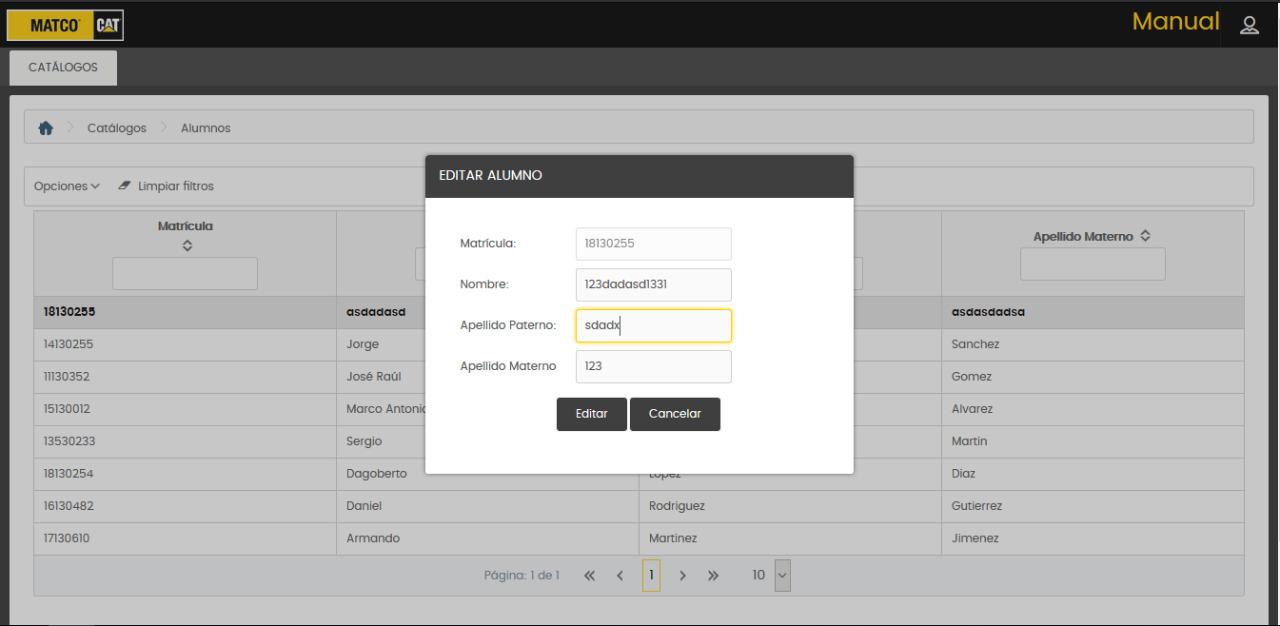 MATCO CAT
Manual
CATÁLOGOS
Catálogos
Alumnos
Opciones
Limpiar filtros
Matrícula
Apellido Materno
EDITAR ALUMNO
Matrícula: 18130255
Nombre: 123dadasd1331
Apellido Paterno: sdadx
Apellido Materno 123
Editar Cancelar
18130255 asdadasd asdasdadsa
14130255 Jorge Sanchez
11130352 José Raúl Gomez
15130012 Marco Antonio Alvarez
13530233 Sergio Martin
18130254 Dagoberto Lopez Diaz
16130482 Daniel Rodriguez Gutierrez
17130610 Armando Martinez Jimenez
Página: 1 de 1 « ‹ 1 › » 10